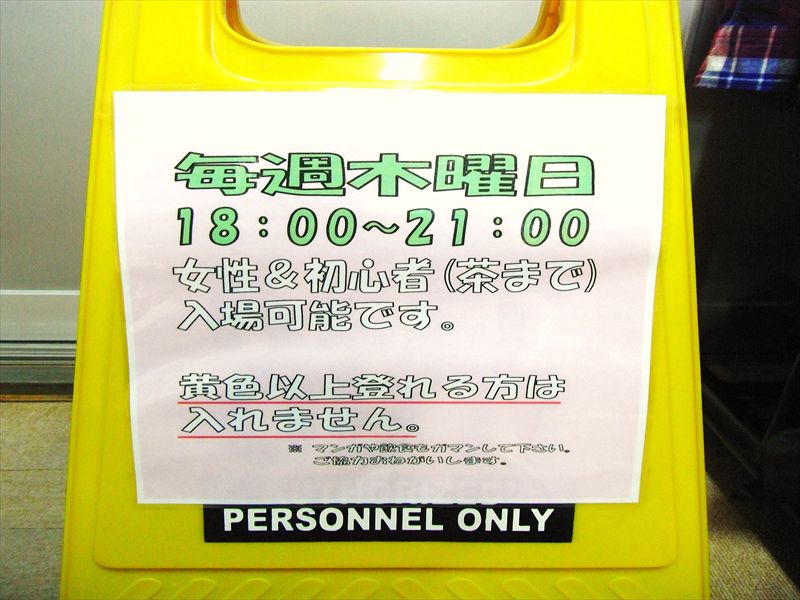 毎週木曜日
18:00～21:00
女性＆初心者(茶まで)
入場可能です。
黄色以上登れる方は
入れません。
※ マンガや飲食もガマンして下さい。
ご協力おねがいします。
PERSONNEL ONLY